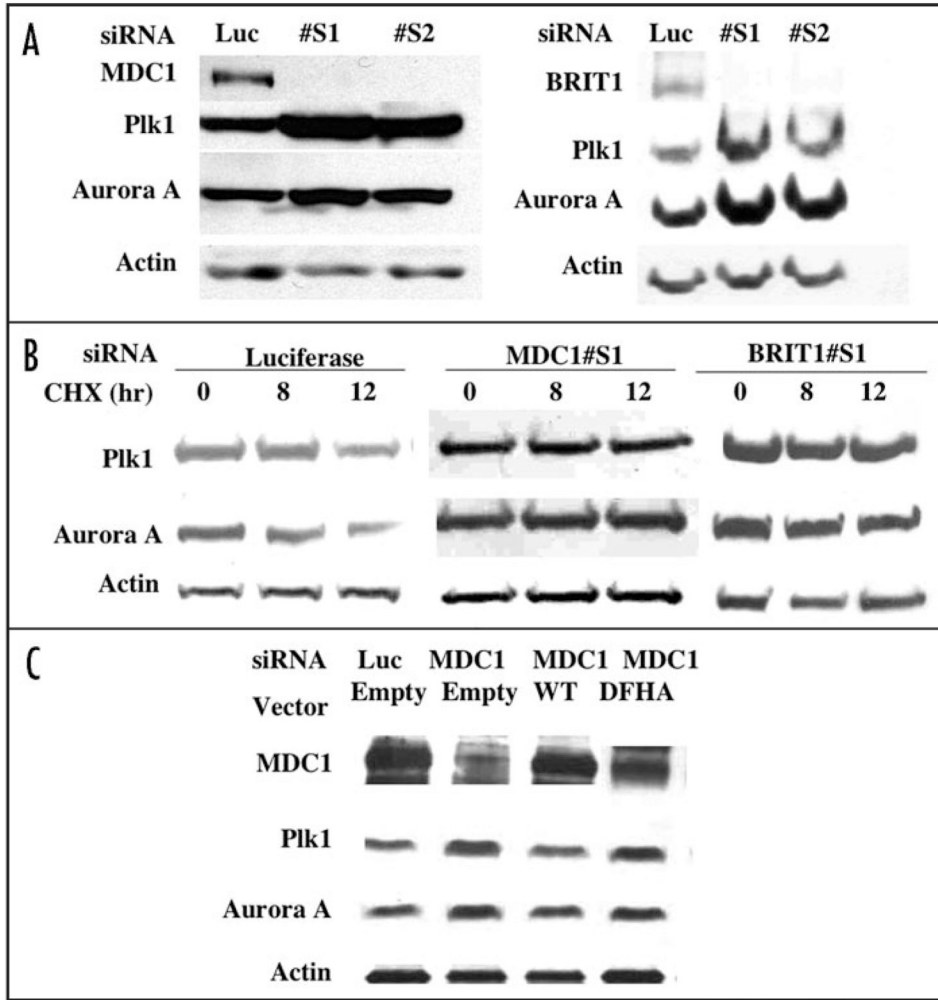 A
siRNA Luc #S1 #S2
MDC1
Plk1
Aurora A
Actin
siRNA Luc #S1 #S2
BRIT1
Plk1
Aurora A
Actin
B
siRNA Luciferase MDC1#S1 BRIT1#S1
CHX (hr) 0 8 12 0 8 12 0 8 12
Plk1
Aurora A
Actin
C
siRNA Luc MDC1 MDC1 MDC1
Vector Empty Empty WT DFHA
MDC1
Plk1
Aurora A
Actin